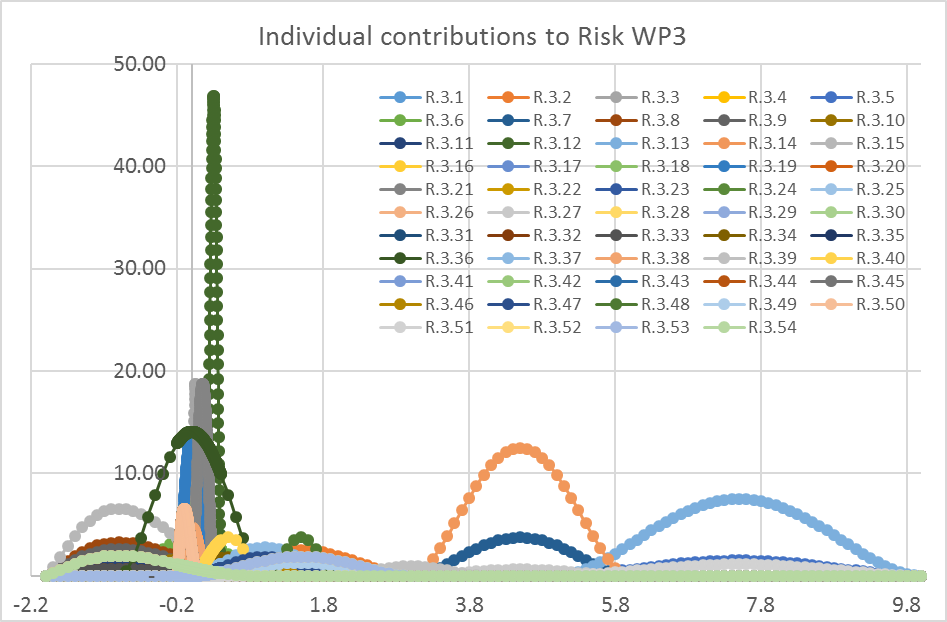 Individual contributions to Risk WP3
50.00
R.3.1 R.3.2 R.3.3 R.3.4 R.3.5
R.3.6 R.3.7 R.3.8 R.3.9 R.3.10
R.3.11 R.3.12 R.3.13 R.3.14 R.3.15
40.00 R.3.16 R.3.17 R.3.18 R.3.19 R.3.20
R.3.21 R.3.22 R.3.23 R.3.24 R.3.25
R.3.26 R.3.27 R.3.28 R.3.29 R.3.30
R.3.31 R.3.32 R.3.33 R.3.34 R.3.35
30.00 R.3.36 R.3.37 R.3.38 R.3.39 R.3.40
R.3.41 R.3.42 R.3.43 R.3.44 R.3.45
R.3.46 R.3.47 R.3.48 R.3.49 R.3.50
R.3.51 R.3.52 R.3.53 R.3.54
20.00
10.00
-2.2 -0.2 1.8 3.8 5.8 7.8 9.8